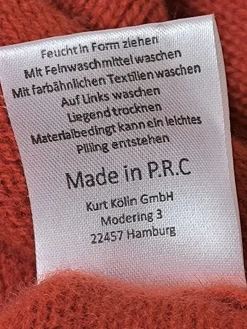 Feucht in Form ziehen
Mit Feinwaschmittel waschen
Mit farbähnlichen Textilien waschen
Auf Links waschen
Liegend trocknen
Materialbedingt kann ein leichtes
Pilling entstehen
Made in P.R.C
Kurt Kölln GmbH
Modering 3
22457 Hamburg